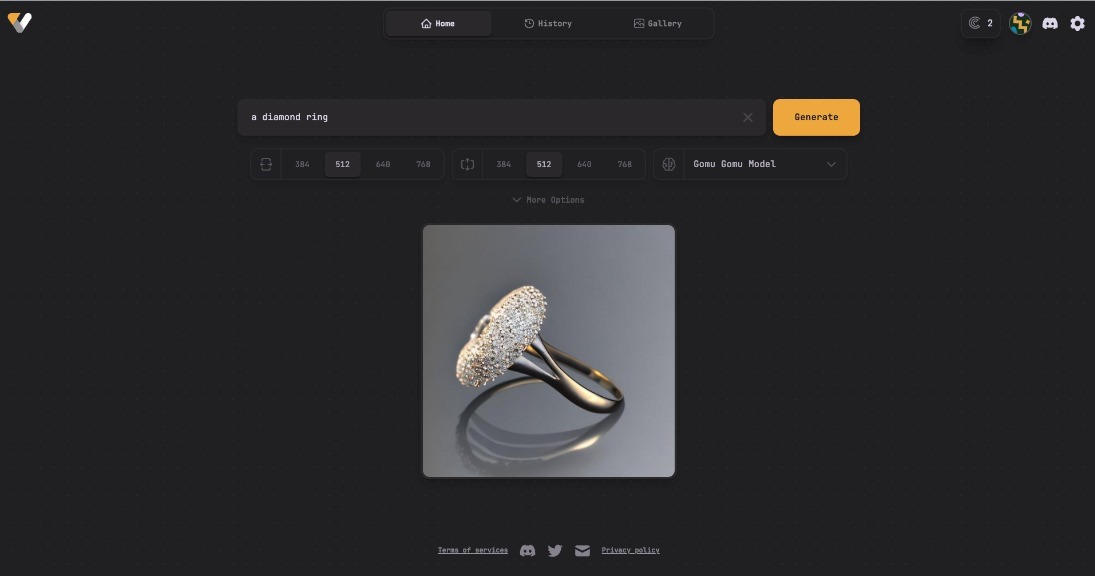 Home
History
Gallery
2
a diamond ring
Generate
384 512 640 768
384 512 640 768
Gomu Gomu Model
More Options
Terms of services
Privacy policy